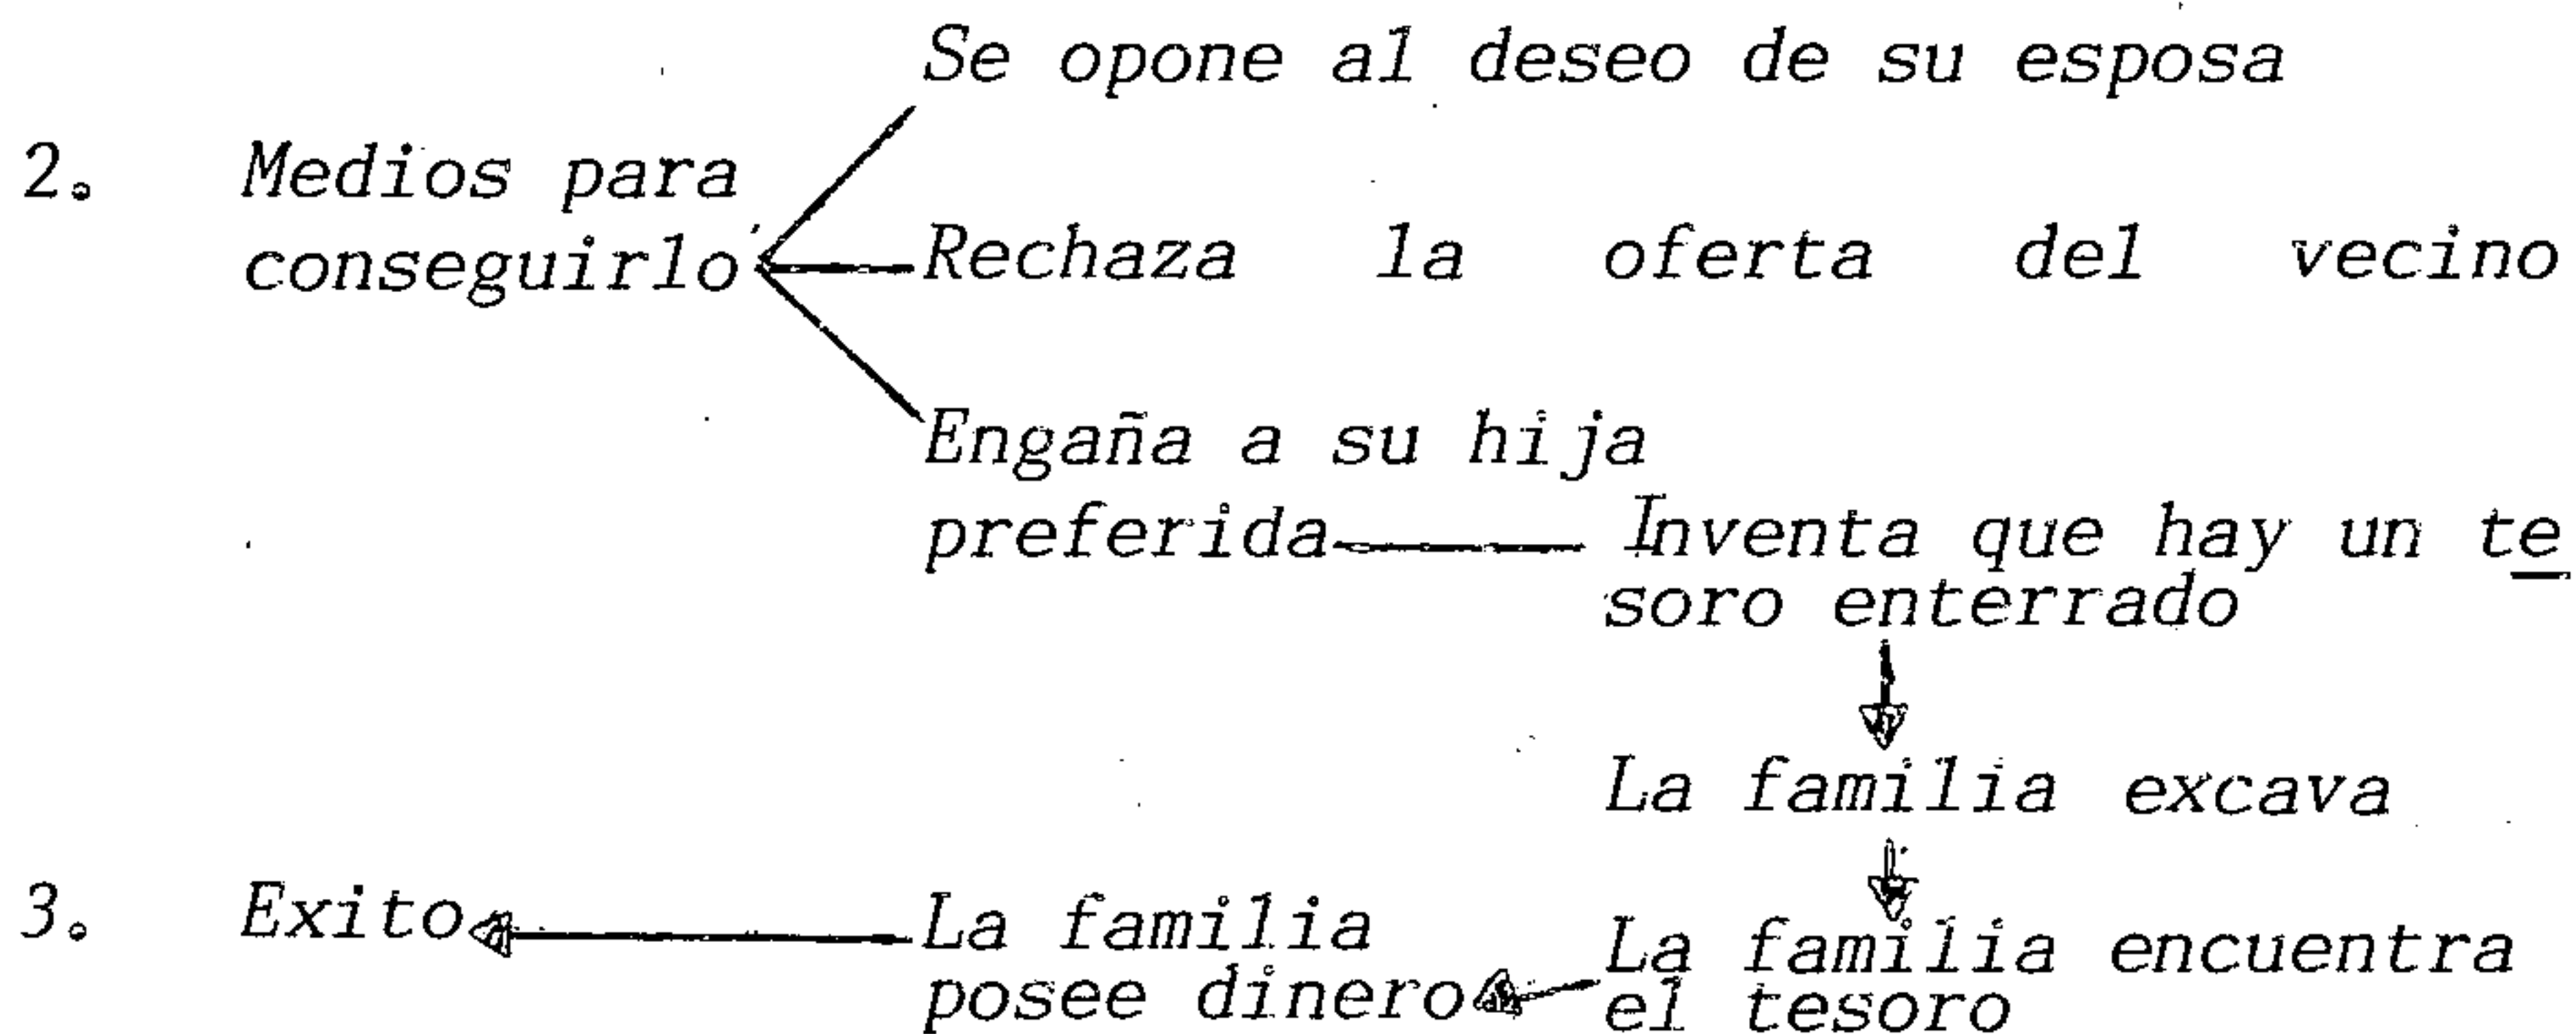 Se opone al deseo de su esposa
2. Medios para
conseguirlo
Rechaza la oferta del vecino
Engaña a su hija
preferida
Inventa que hay un te
soro enterrado
La familia excava
3. Exito
La familia
posee dinero
La familia encuentra
el tesoro